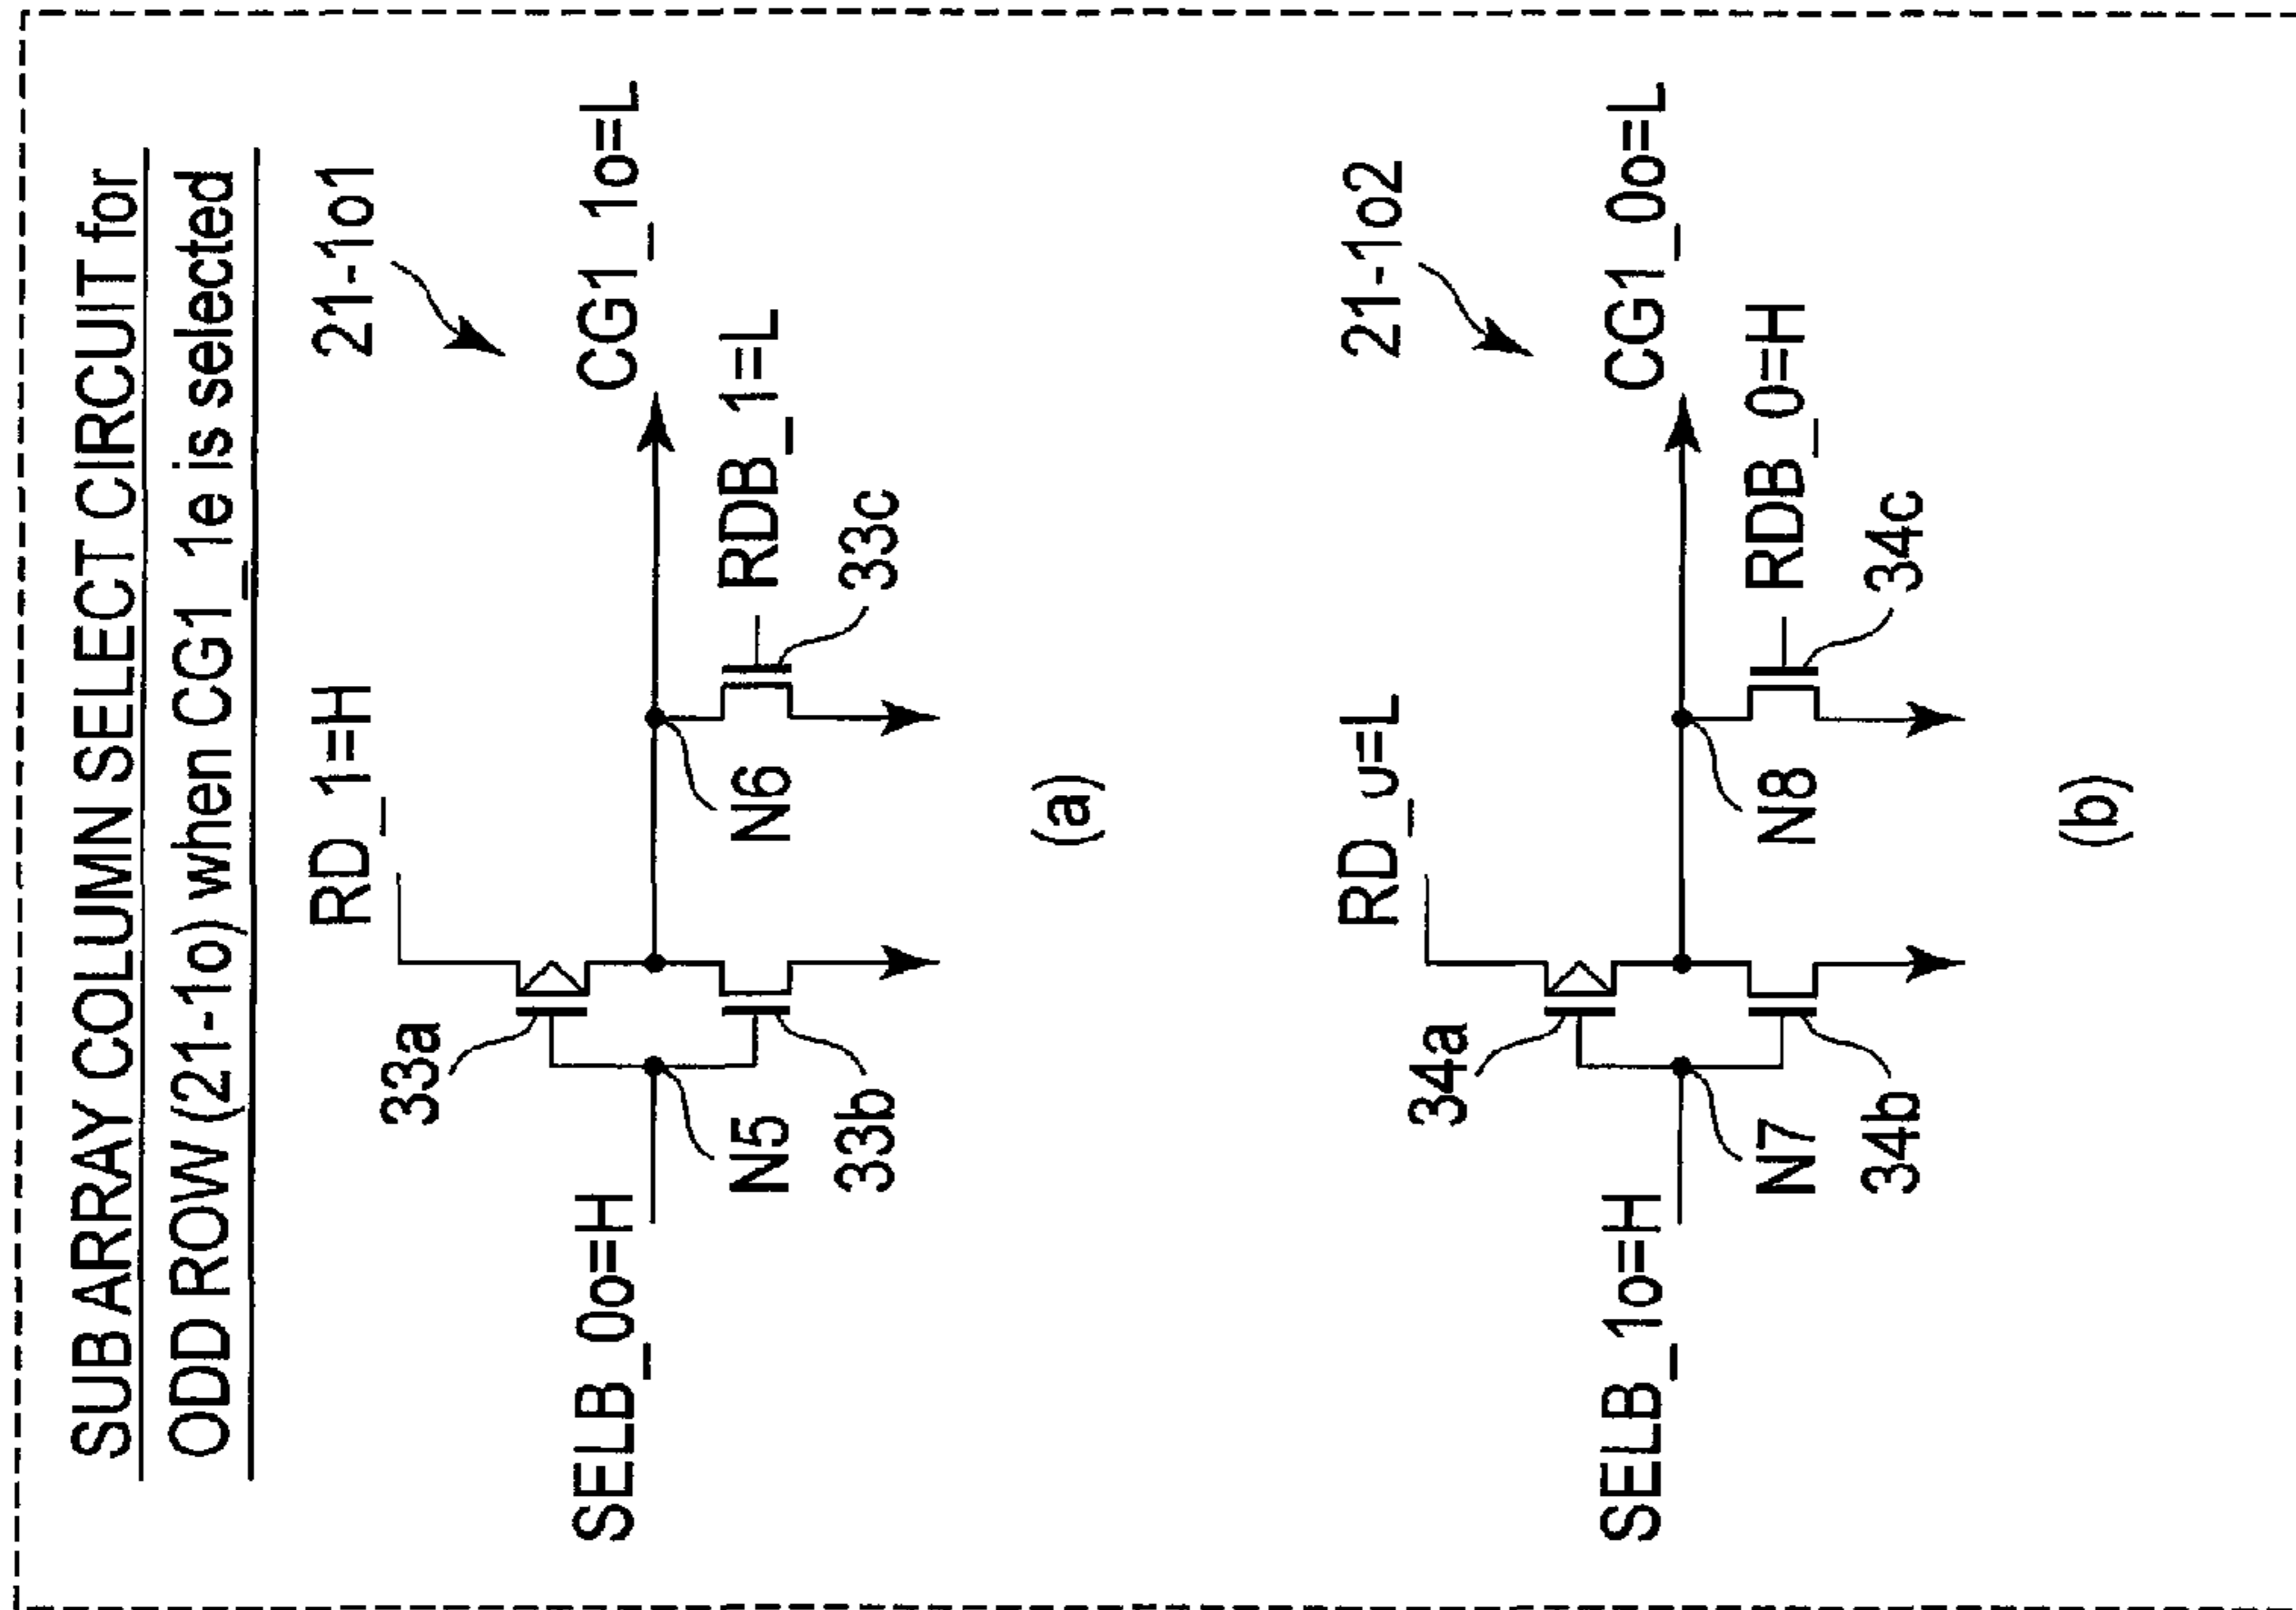 SUB ARRAY COLUMN SELECT CIRCUIT for
ODD ROW (21-1o) when CG1_1e is selected
21-1o1
RD_1=H
33a
SELB_0o=H
CG1_1o=L
N5
N6
RDB_1=L
33b
33c
(a)
21-1o2
RD_0=L
34a
SELB_1o=H
CG1_0o=L
N7
N8
RDB_0=H
34b
34c
(b)